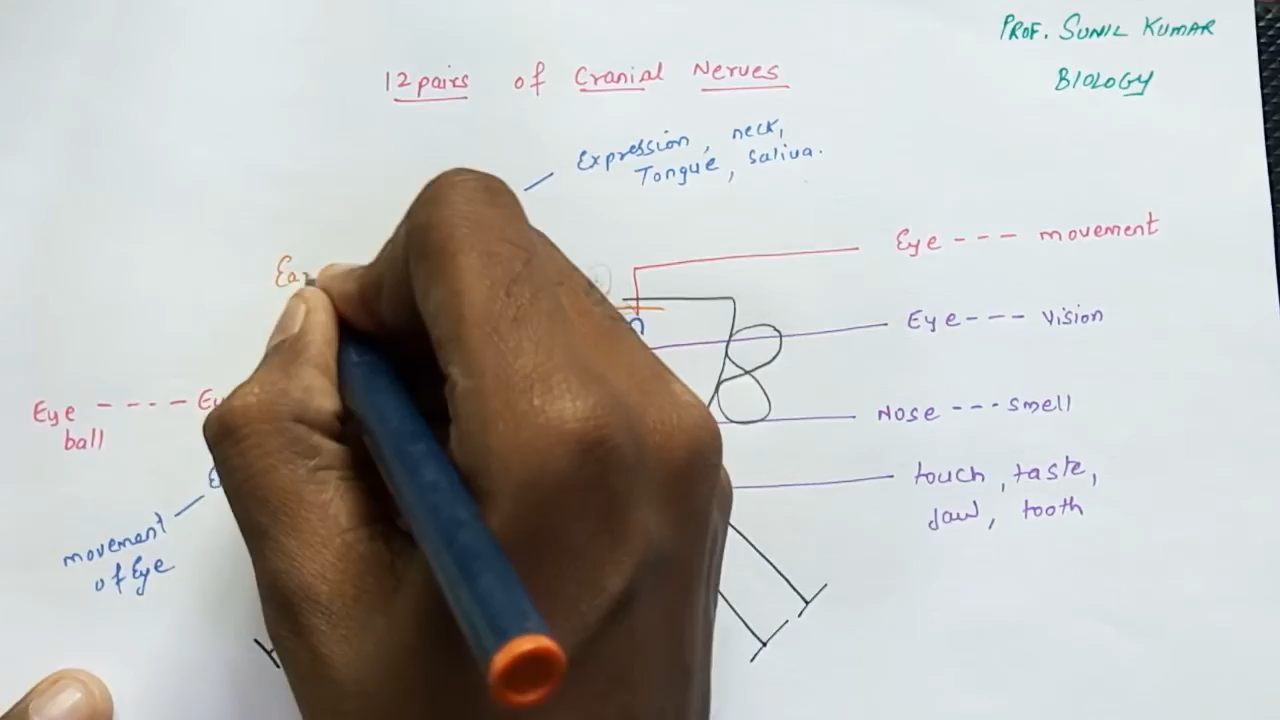 PROF. SUNIL KUMAR
BIOLOGY
12 pairs of Cranial Nerves
Expression, neck,
Tongue, saliva.
Eye --- movement
Ea
Eye --- vision
Eye ----
ball
Nose --- smell
touch, taste,
Jaw, tooth
movement
of Eye